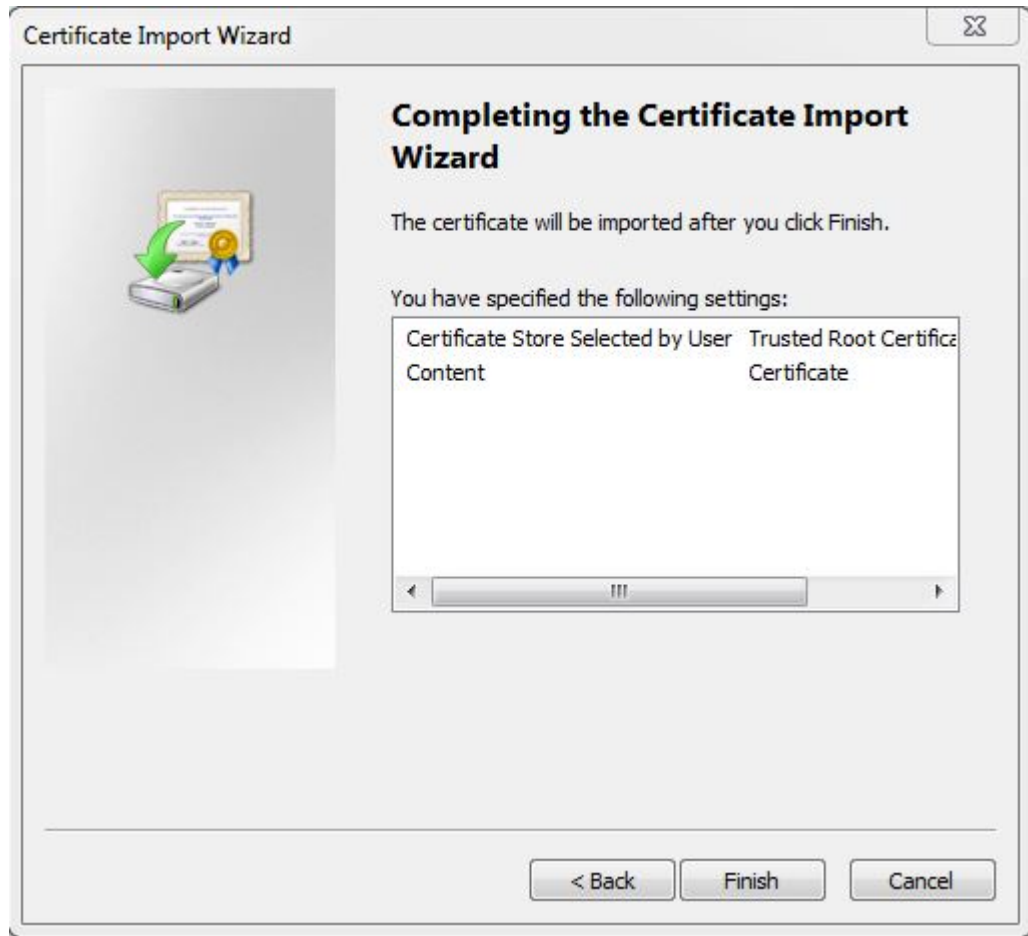 Certificate Import Wizard
Completing the Certificate Import
Wizard
The certificate will be imported after you click Finish.
You have specified the following settings:
Certificate Store Selected by User Trusted Root Certifica
Content Certificate
< Back Finish Cancel